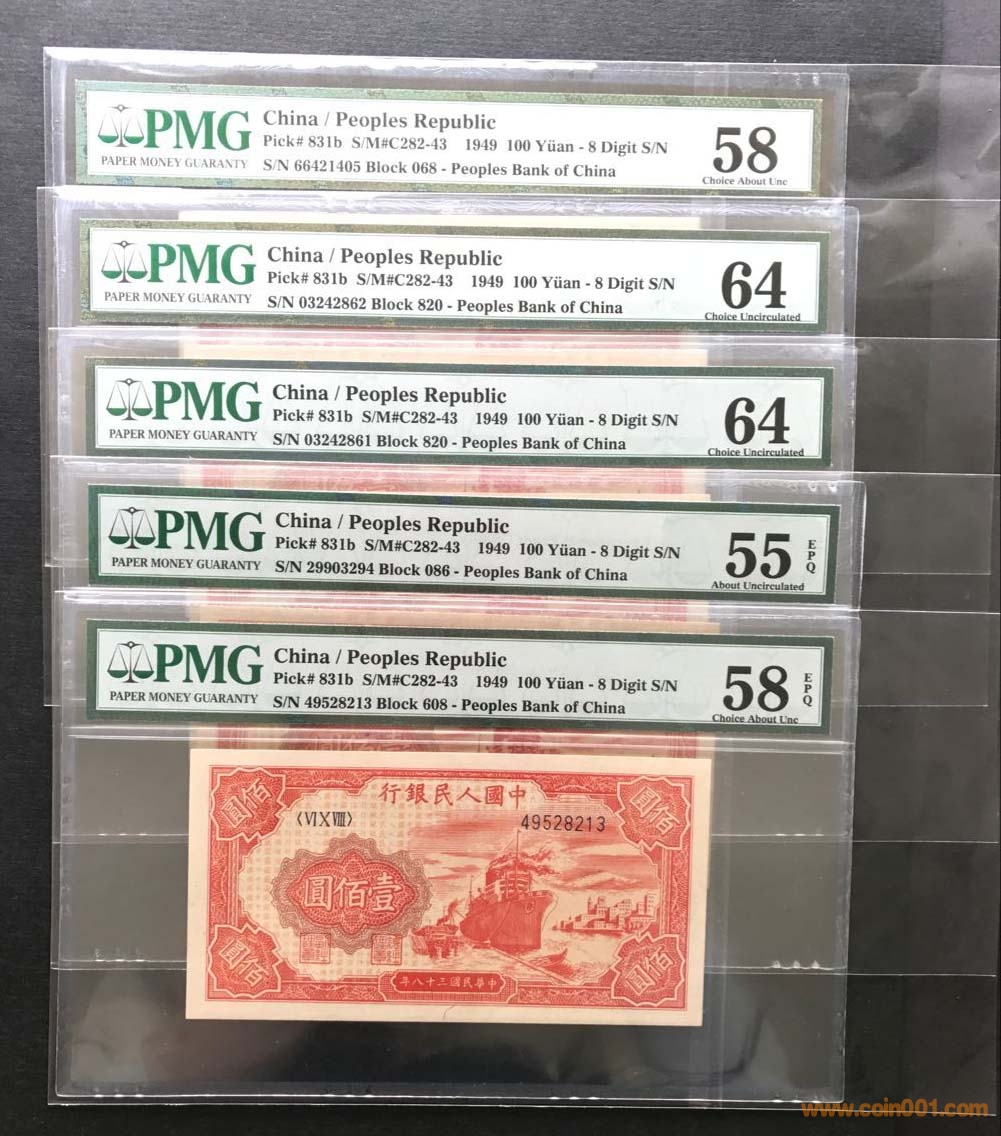 PMG
PAPER MONEY GUARANTY
China / Peoples Republic
Pick# 831b S/M#C282-43 1949 100 Yüan - 8 Digit S/N
S/N 66421405 Block 068 - Peoples Bank of China
58
Choice About Unc
PMG
PAPER MONEY GUARANTY
China / Peoples Republic
Pick# 831b S/M#C282-43 1949 100 Yüan - 8 Digit S/N
S/N 03242862 Block 820 - Peoples Bank of China
64
Choice Uncirculated
PMG
PAPER MONEY GUARANTY
China / Peoples Republic
Pick# 831b S/M#C282-43 1949 100 Yüan - 8 Digit S/N
S/N 03242861 Block 820 - Peoples Bank of China
64
Choice Uncirculated
PMG
PAPER MONEY GUARANTY
China / Peoples Republic
Pick# 831b S/M#C282-43 1949 100 Yüan - 8 Digit S/N
S/N 29903294 Block 086 - Peoples Bank of China
55
About Uncirculated
EPQ
PMG
PAPER MONEY GUARANTY
China / Peoples Republic
Pick# 831b S/M#C282-43 1949 100 Yüan - 8 Digit S/N
S/N 49528213 Block 608 - Peoples Bank of China
58
Choice About Unc
EPQ
行銀民人國中
圓佰
圓佰
〈VI X VIII〉
49528213
圓佰壹
圓佰
圓佰
年八十三國民華中
www.coin001.com